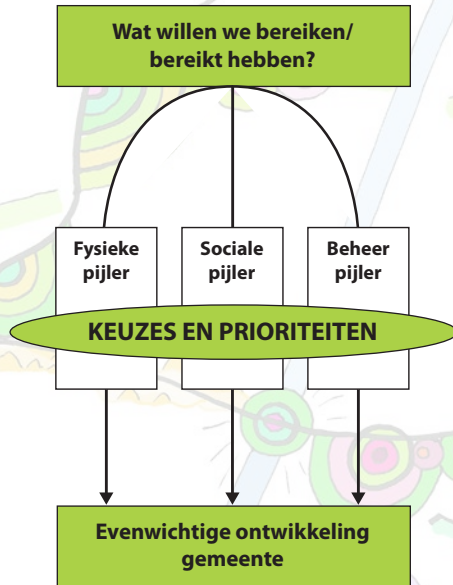 Wat willen we bereiken/
bereikt hebben?
Fysieke
pijler
Sociale
pijler
Beheer
pijler
KEUZES EN PRIORITEITEN
Evenwichtige ontwikkeling
gemeente